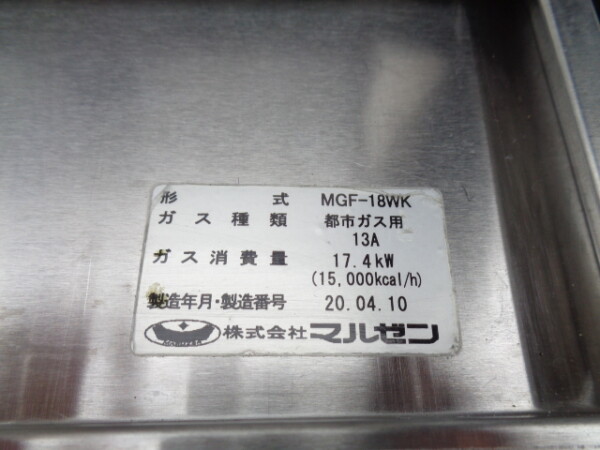 形式 MGF-18WK
ガス種類 都市ガス用
13A
ガス消費量 17.4kW
(15,000kcal/h)
製造年月・製造番号 20.04.10
MARUZEN 株式会社マルゼン